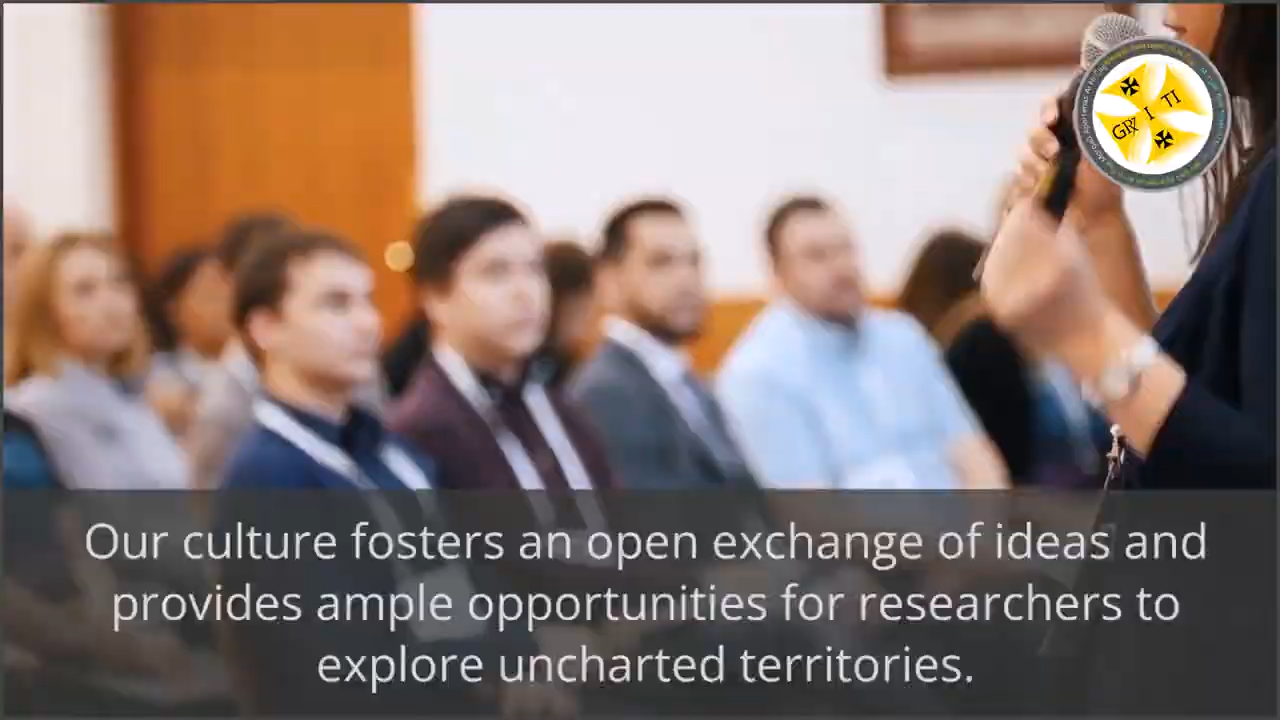 GRX I TI
Our culture fosters an open exchange of ideas and
provides ample opportunities for researchers to
explore uncharted territories.